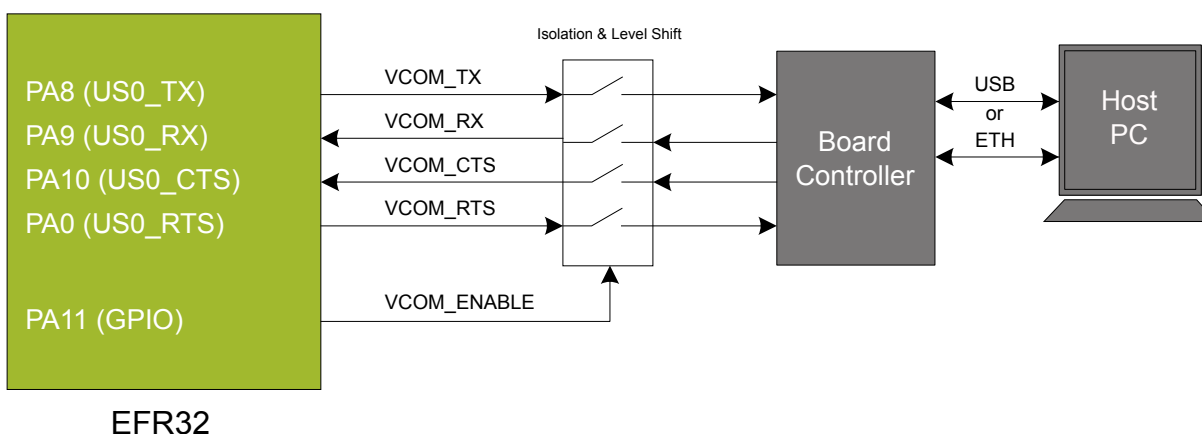 Isolation & Level Shift
PA8 (US0_TX)
VCOM_TX
PA9 (US0_RX)
VCOM_RX
PA10 (US0_CTS)
VCOM_CTS
PA0 (US0_RTS)
VCOM_RTS
PA11 (GPIO)
VCOM_ENABLE
Board
Controller
USB
or
ETH
Host
PC
EFR32